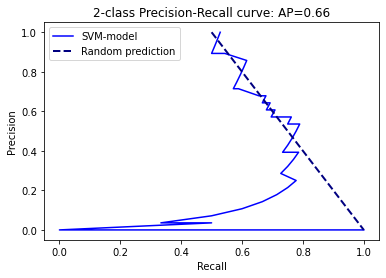 2-class Precision-Recall curve: AP=0.66
SVM-model
Random prediction
Precision
1.0
0.8
0.6
0.4
0.2
0.0
0.0 0.2 0.4 0.6 0.8 1.0
Recall